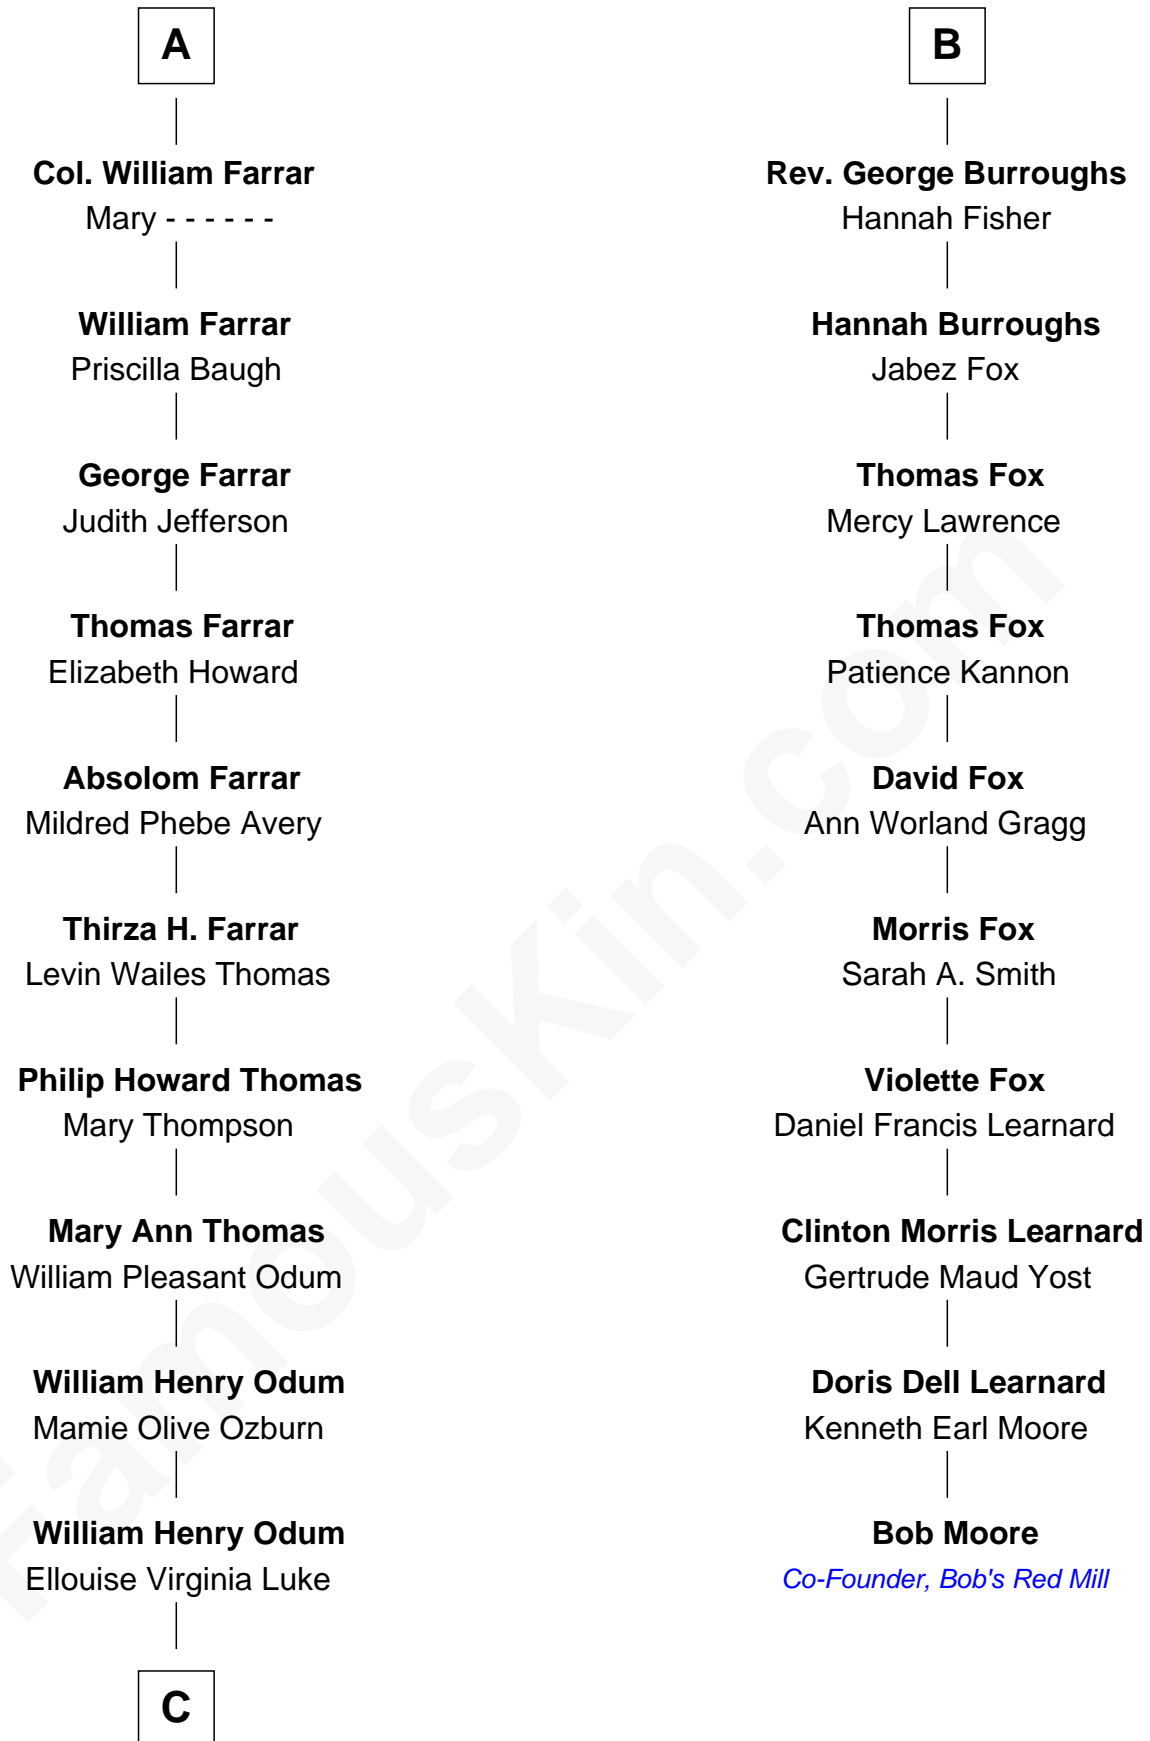 A
Col. William Farrar
Mary - - - - - -
William Farrar
Priscilla Baugh
George Farrar
Judith Jefferson
Thomas Farrar
Elizabeth Howard
Absolom Farrar
Mildred Phebe Avery
Thirza H. Farrar
Levin Wailes Thomas
Philip Howard Thomas
Mary Thompson
Mary Ann Thomas
William Pleasant Odum
William Henry Odum
Mamie Olive Ozburn
William Henry Odum
Ellouise Virginia Luke
C
B
Rev. George Burroughs
Hannah Fisher
Hannah Burroughs
Jabez Fox
Thomas Fox
Mercy Lawrence
Thomas Fox
Patience Kannon
David Fox
Ann Worland Gragg
Morris Fox
Sarah A. Smith
Violette Fox
Daniel Francis Learnard
Clinton Morris Learnard
Gertrude Maud Yost
Doris Dell Learnard
Kenneth Earl Moore
Bob Moore
Co-Founder, Bob's Red Mill
FamousKin.com